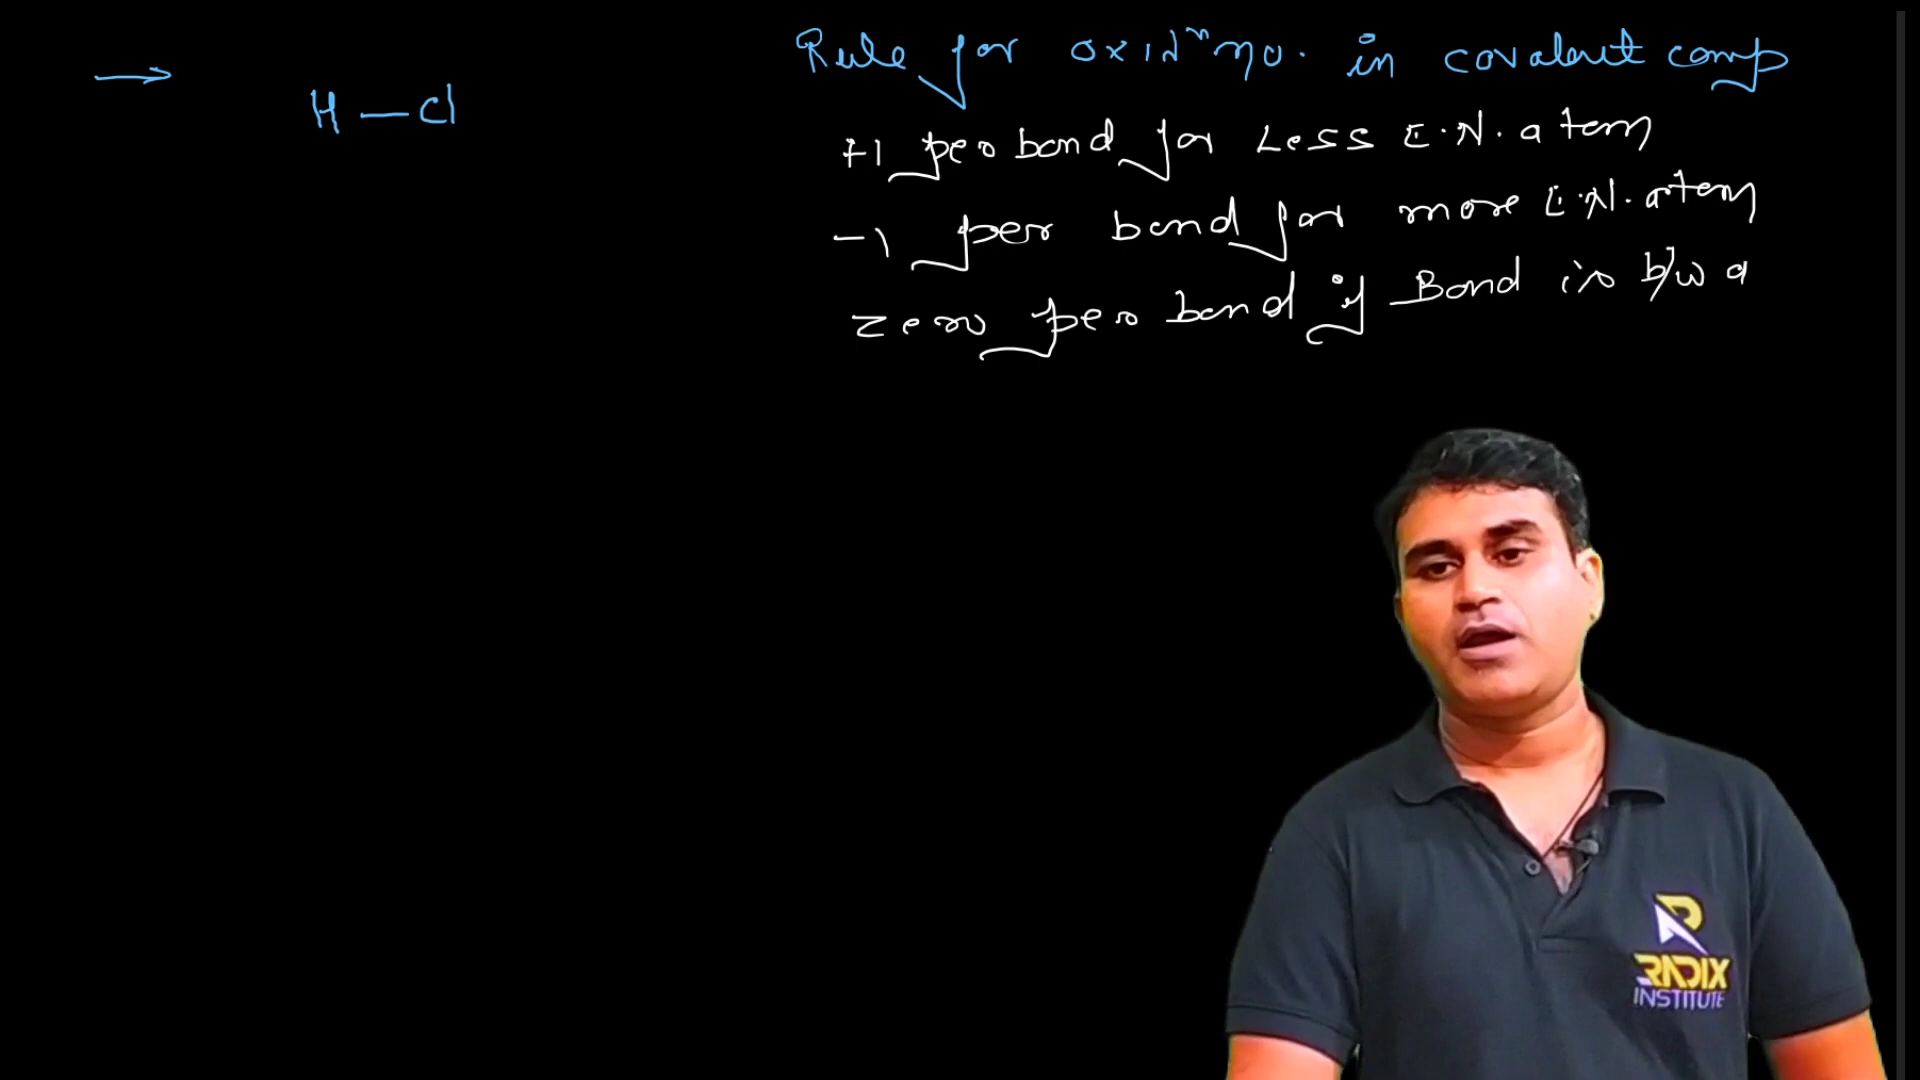 Rule for oxidⁿ no. in covalent comp
H — Cl
+1 per bond for Less E.N. atom
-1 per bond for more E.N. atom
zero per bond if Bond is b/w a
RADIX
INSTITUTE